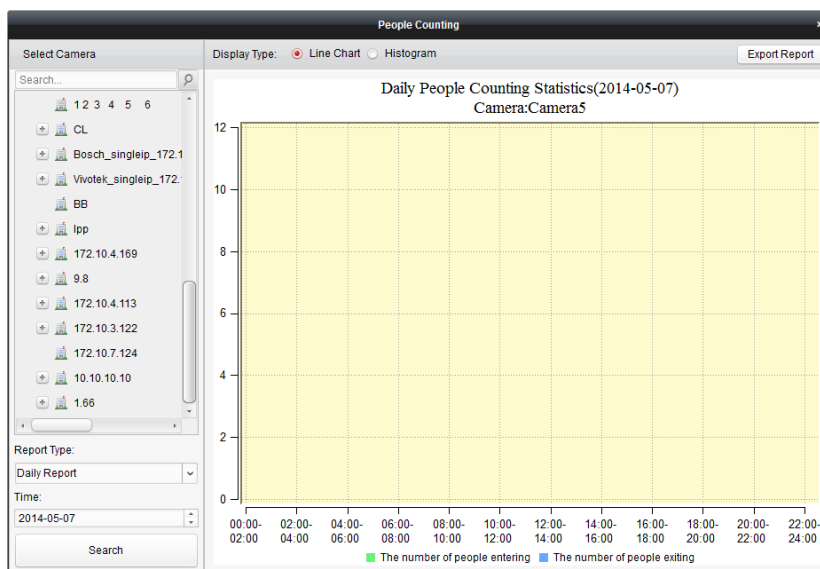 People Counting
Select Camera
Display Type: Line Chart Histogram
Export Report
Search...
1 2 3 4 5 6
CL
Bosch_singleip_172.1
Vivotek_singleip_172.
BB
lpp
172.10.4.169
9.8
172.10.4.113
172.10.3.122
172.10.7.124
10.10.10.10
1.66
Report Type:
Daily Report
Time:
2014-05-07
Search
Daily People Counting Statistics(2014-05-07)
Camera:Camera5
12
10
8
6
4
2
0
00:00- 02:00- 04:00- 06:00- 08:00- 10:00- 12:00- 14:00- 16:00- 18:00- 20:00- 22:00-
02:00 04:00 06:00 08:00 10:00 12:00 14:00 16:00 18:00 20:00 22:00 24:00
The number of people entering The number of people exiting